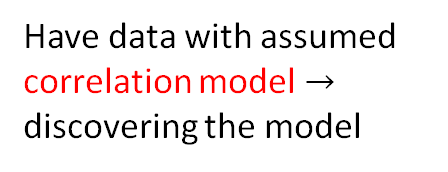 Have data with assumed
correlation model →
discovering the model